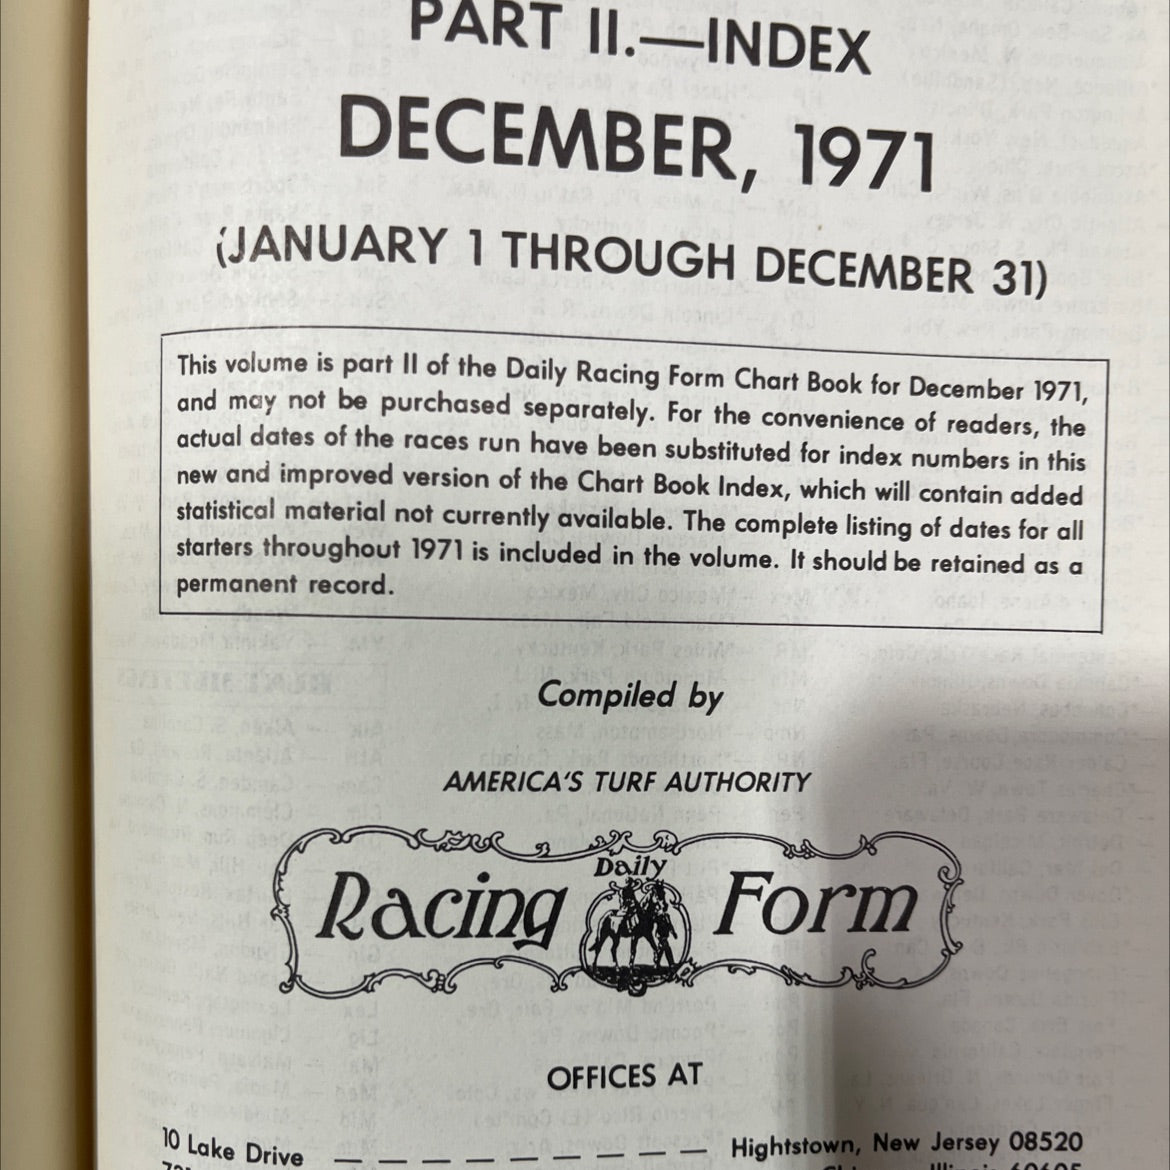 PART II.—INDEX
DECEMBER, 1971
(JANUARY 1 THROUGH DECEMBER 31)
This volume is part II of the Daily Racing Form Chart Book for December 1971,
and may not be purchased separately. For the convenience of readers, the
actual dates of the races run have been substituted for index numbers in this
new and improved version of the Chart Book Index, which will contain added
statistical material not currently available. The complete listing of dates for all
starters throughout 1971 is included in the volume. It should be retained as a
permanent record.
Compiled by
AMERICA'S TURF AUTHORITY
Daily
Racing Form
OFFICES AT
10 Lake Drive — — — — — — — — — — — — Hightstown, New Jersey 08520